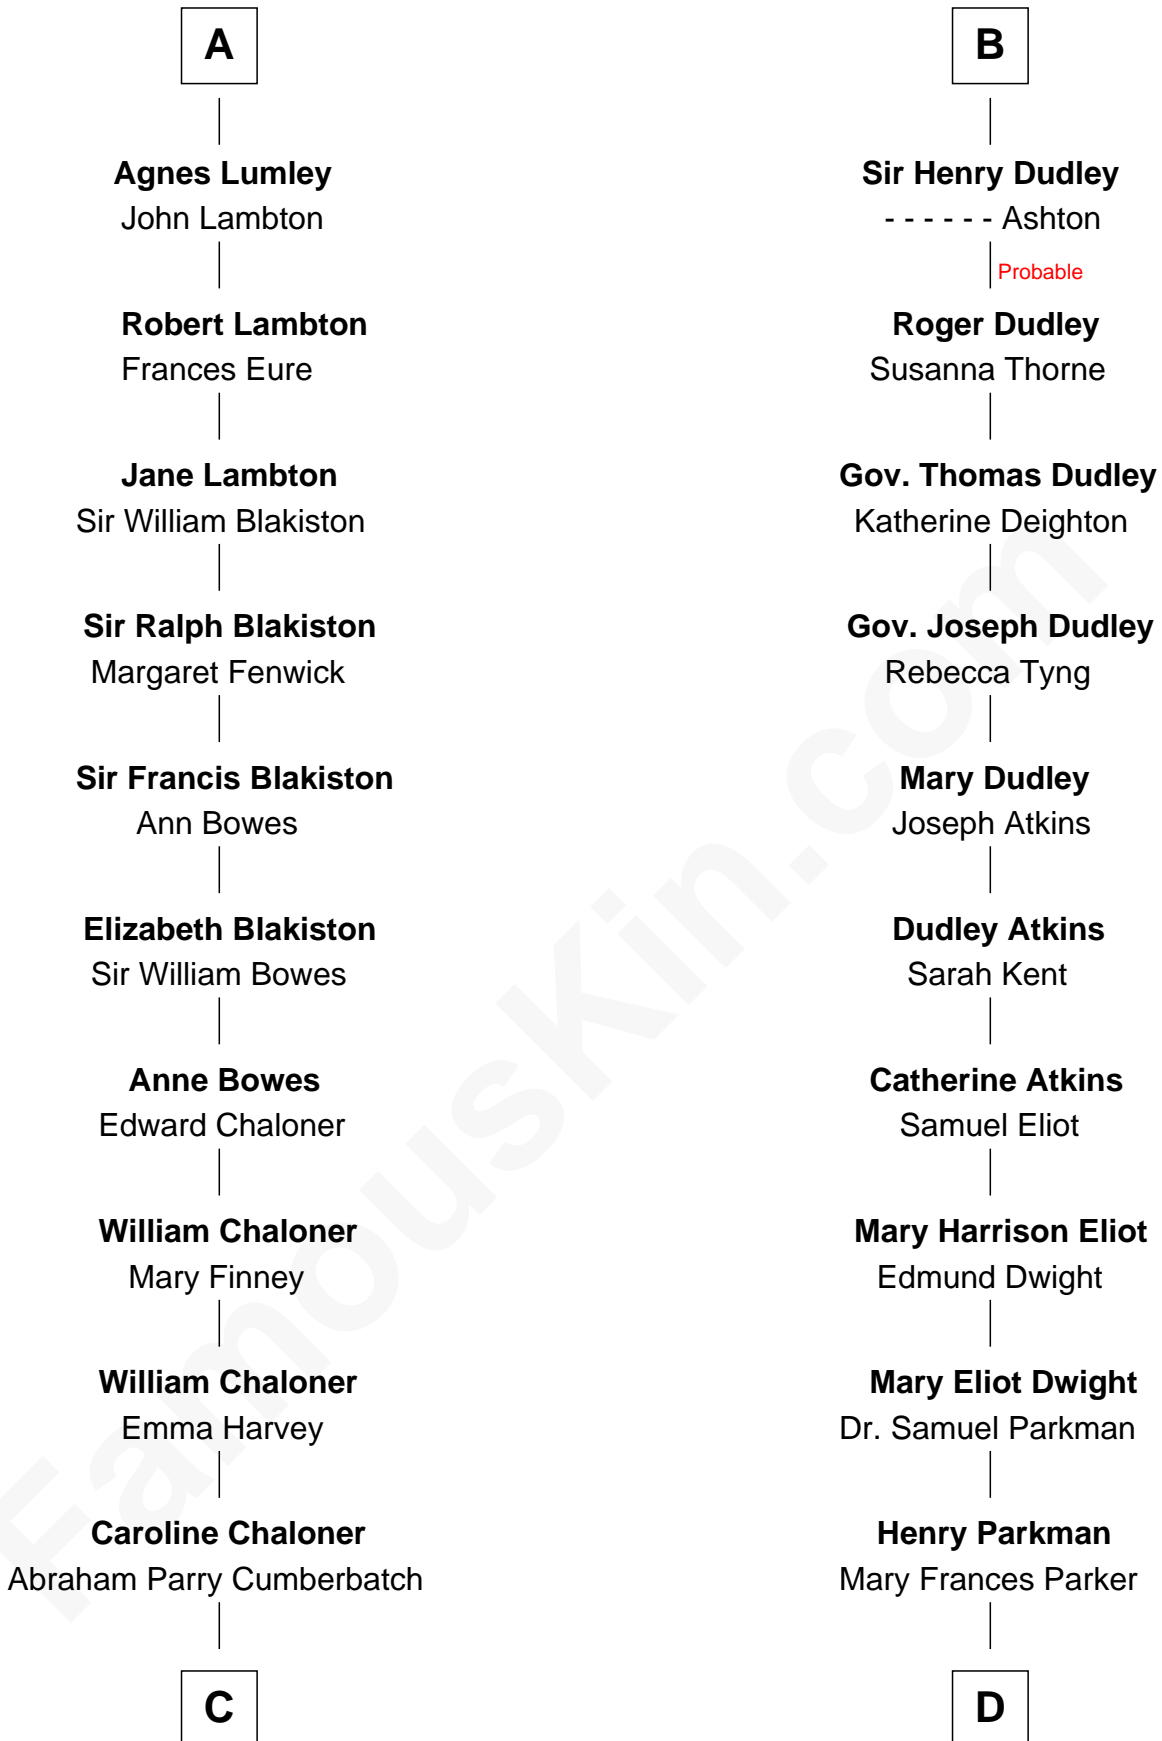 A
Agnes Lumley
John Lambton
Robert Lambton
Frances Eure
Jane Lambton
Sir William Blakiston
Sir Ralph Blakiston
Margaret Fenwick
Sir Francis Blakiston
Ann Bowes
Elizabeth Blakiston
Sir William Bowes
Anne Bowes
Edward Chaloner
William Chaloner
Mary Finney
William Chaloner
Emma Harvey
Caroline Chaloner
Abraham Parry Cumberbatch
C
B
Sir Henry Dudley
- - - - - - Ashton
Probable
Roger Dudley
Susanna Thorne
Gov. Thomas Dudley
Katherine Deighton
Gov. Joseph Dudley
Rebecca Tyng
Mary Dudley
Joseph Atkins
Dudley Atkins
Sarah Kent
Catherine Atkins
Samuel Eliot
Mary Harrison Eliot
Edmund Dwight
Mary Eliot Dwight
Dr. Samuel Parkman
Henry Parkman
Mary Frances Parker
D
FamousKin.com